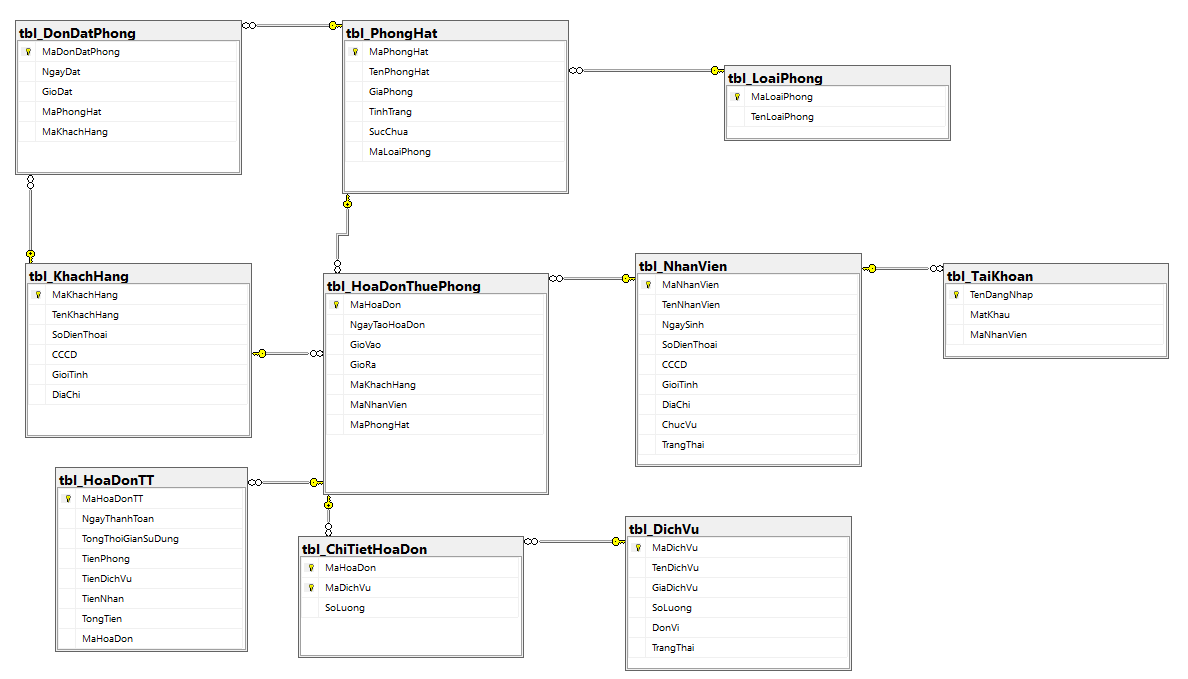 tbl_DonDatPhong
MaDonDatPhong
NgayDat
GioDat
MaPhongHat
MaKhachHang
tbl_PhongHat
MaPhongHat
TenPhongHat
GiaPhong
TinhTrang
SucChua
MaLoaiPhong
tbl_LoaiPhong
MaLoaiPhong
TenLoaiPhong
tbl_KhachHang
MaKhachHang
TenKhachHang
SoDienThoai
CCCD
GioiTinh
DiaChi
tbl_HoaDonThuePhong
MaHoaDon
NgayTaoHoaDon
GioVao
GioRa
MaKhachHang
MaNhanVien
MaPhongHat
tbl_NhanVien
MaNhanVien
TenNhanVien
NgaySinh
SoDienThoai
CCCD
GioiTinh
DiaChi
ChucVu
TrangThai
tbl_TaiKhoan
TenDangNhap
MatKhau
MaNhanVien
tbl_HoaDonTT
MaHoaDonTT
NgayThanhToan
TongThoiGianSuDung
TienPhong
TienDichVu
TienNhan
TongTien
MaHoaDon
tbl_ChiTietHoaDon
MaHoaDon
MaDichVu
SoLuong
tbl_DichVu
MaDichVu
TenDichVu
GiaDichVu
SoLuong
DonVi
TrangThai